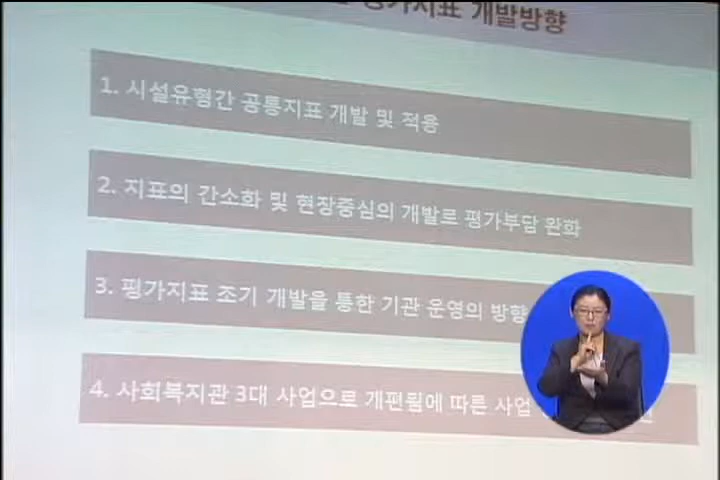 평가지표 개발방향
1. 시설유형간 공통지표 개발 및 적용
2. 지표의 간소화 및 현장중심의 개발로 평가부담 완화
3. 평가지표 조기 개발을 통한 기관 운영의 방향
4. 사회복지관 3대 사업으로 개편됨에 따른 사업